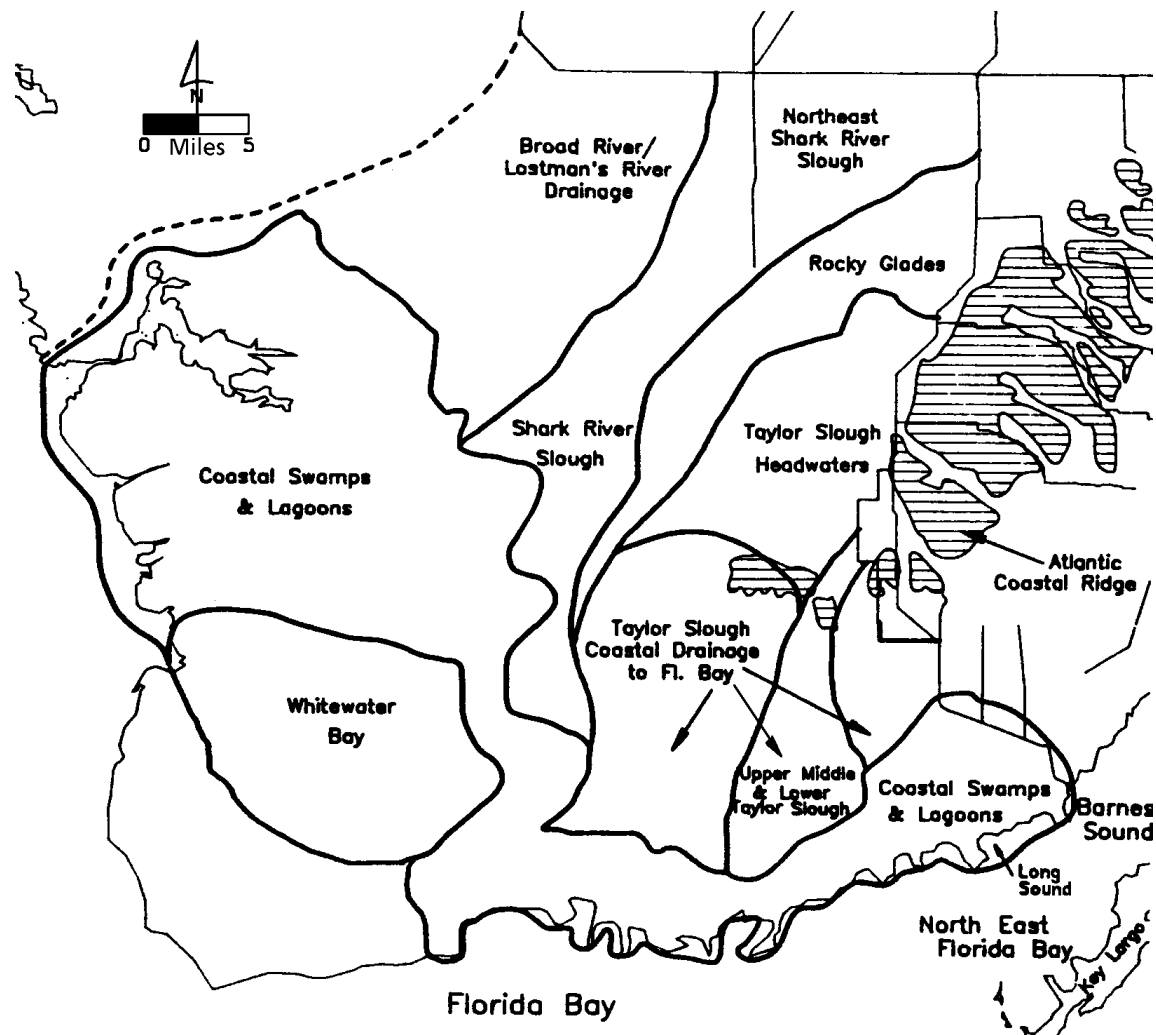 N
0 Miles 5
Broad River/
Lostman's River
Drainage
Northeast
Shark River
Slough
Rocky Glades
Shark River
Slough
Taylor Slough
Headwaters
Coastal Swamps
& Lagoons
Atlantic
Coastal Ridge
Taylor Slough
Coastal Drainage
to Fl. Bay
Whitewater
Bay
Upper Middle
& Lower
Taylor Slough
Coastal Swamps
& Lagoons
Barnes
Sound
Long
Sound
North East
Florida Bay
Key Largo
Florida Bay